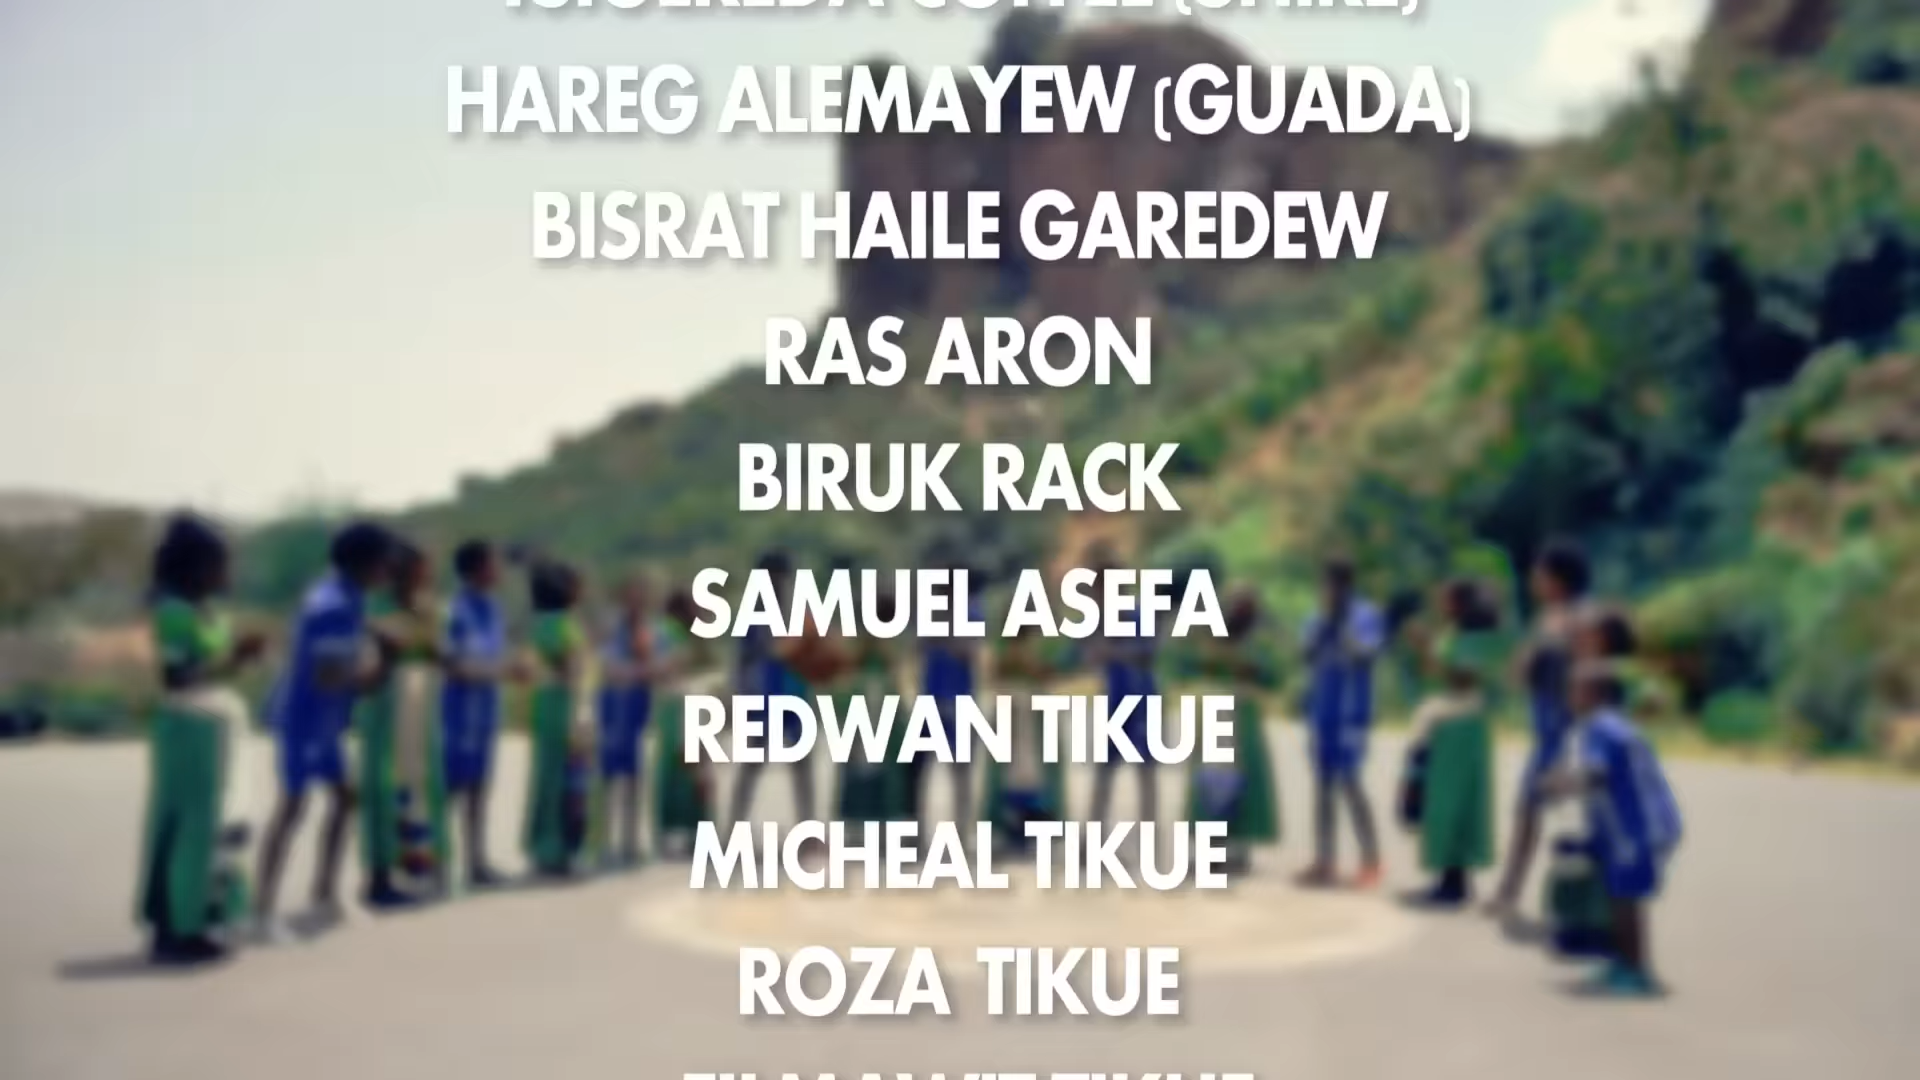 HAREG ALEMAYEW (GUADA)
BISRAT HAILE GAREDEW
RAS ARON
BIRUK RACK
SAMUEL ASEFA
REDWAN TIKUE
MICHEAL TIKUE
ROZA TIKUE